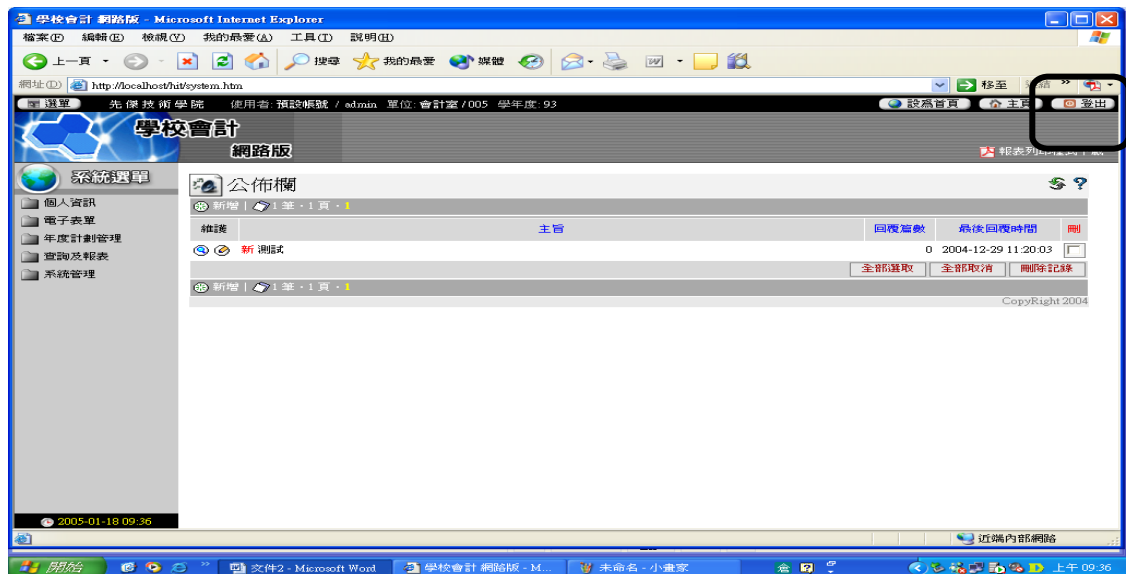 學校會計 網路版 - Microsoft Internet Explorer
檔案(F) 編輯(E) 檢視(V) 我的最愛(A) 工具(T) 說明(H)
上一頁 搜尋 我的最愛 媒體
網址(D) http://localhost/hit/system.htm 移至 連結 »
選單 先傑技術學院 使用者:預設帳號 / admin 單位:會計室/005 學年度:93 設為首頁 主頁 登出
學校會計
網路版
報表列印程式下載
系統選單
個人資訊
電子表單
年度計劃管理
查詢及報表
系統管理
公佈欄
新增 | 1 筆‧1 頁‧1
維護 主旨 回覆篇數 最後回覆時間 刪
新 測試 0 2004-12-29 11:20:03
全部選取 全部取消 刪除記錄
新增 | 1 筆‧1 頁‧1
CopyRight 2004
2005-01-18 09:36
近端內部網路
開始 文件2 - Microsoft Word 學校會計 網路版 - M... 未命名 - 小畫家 上午 09:36